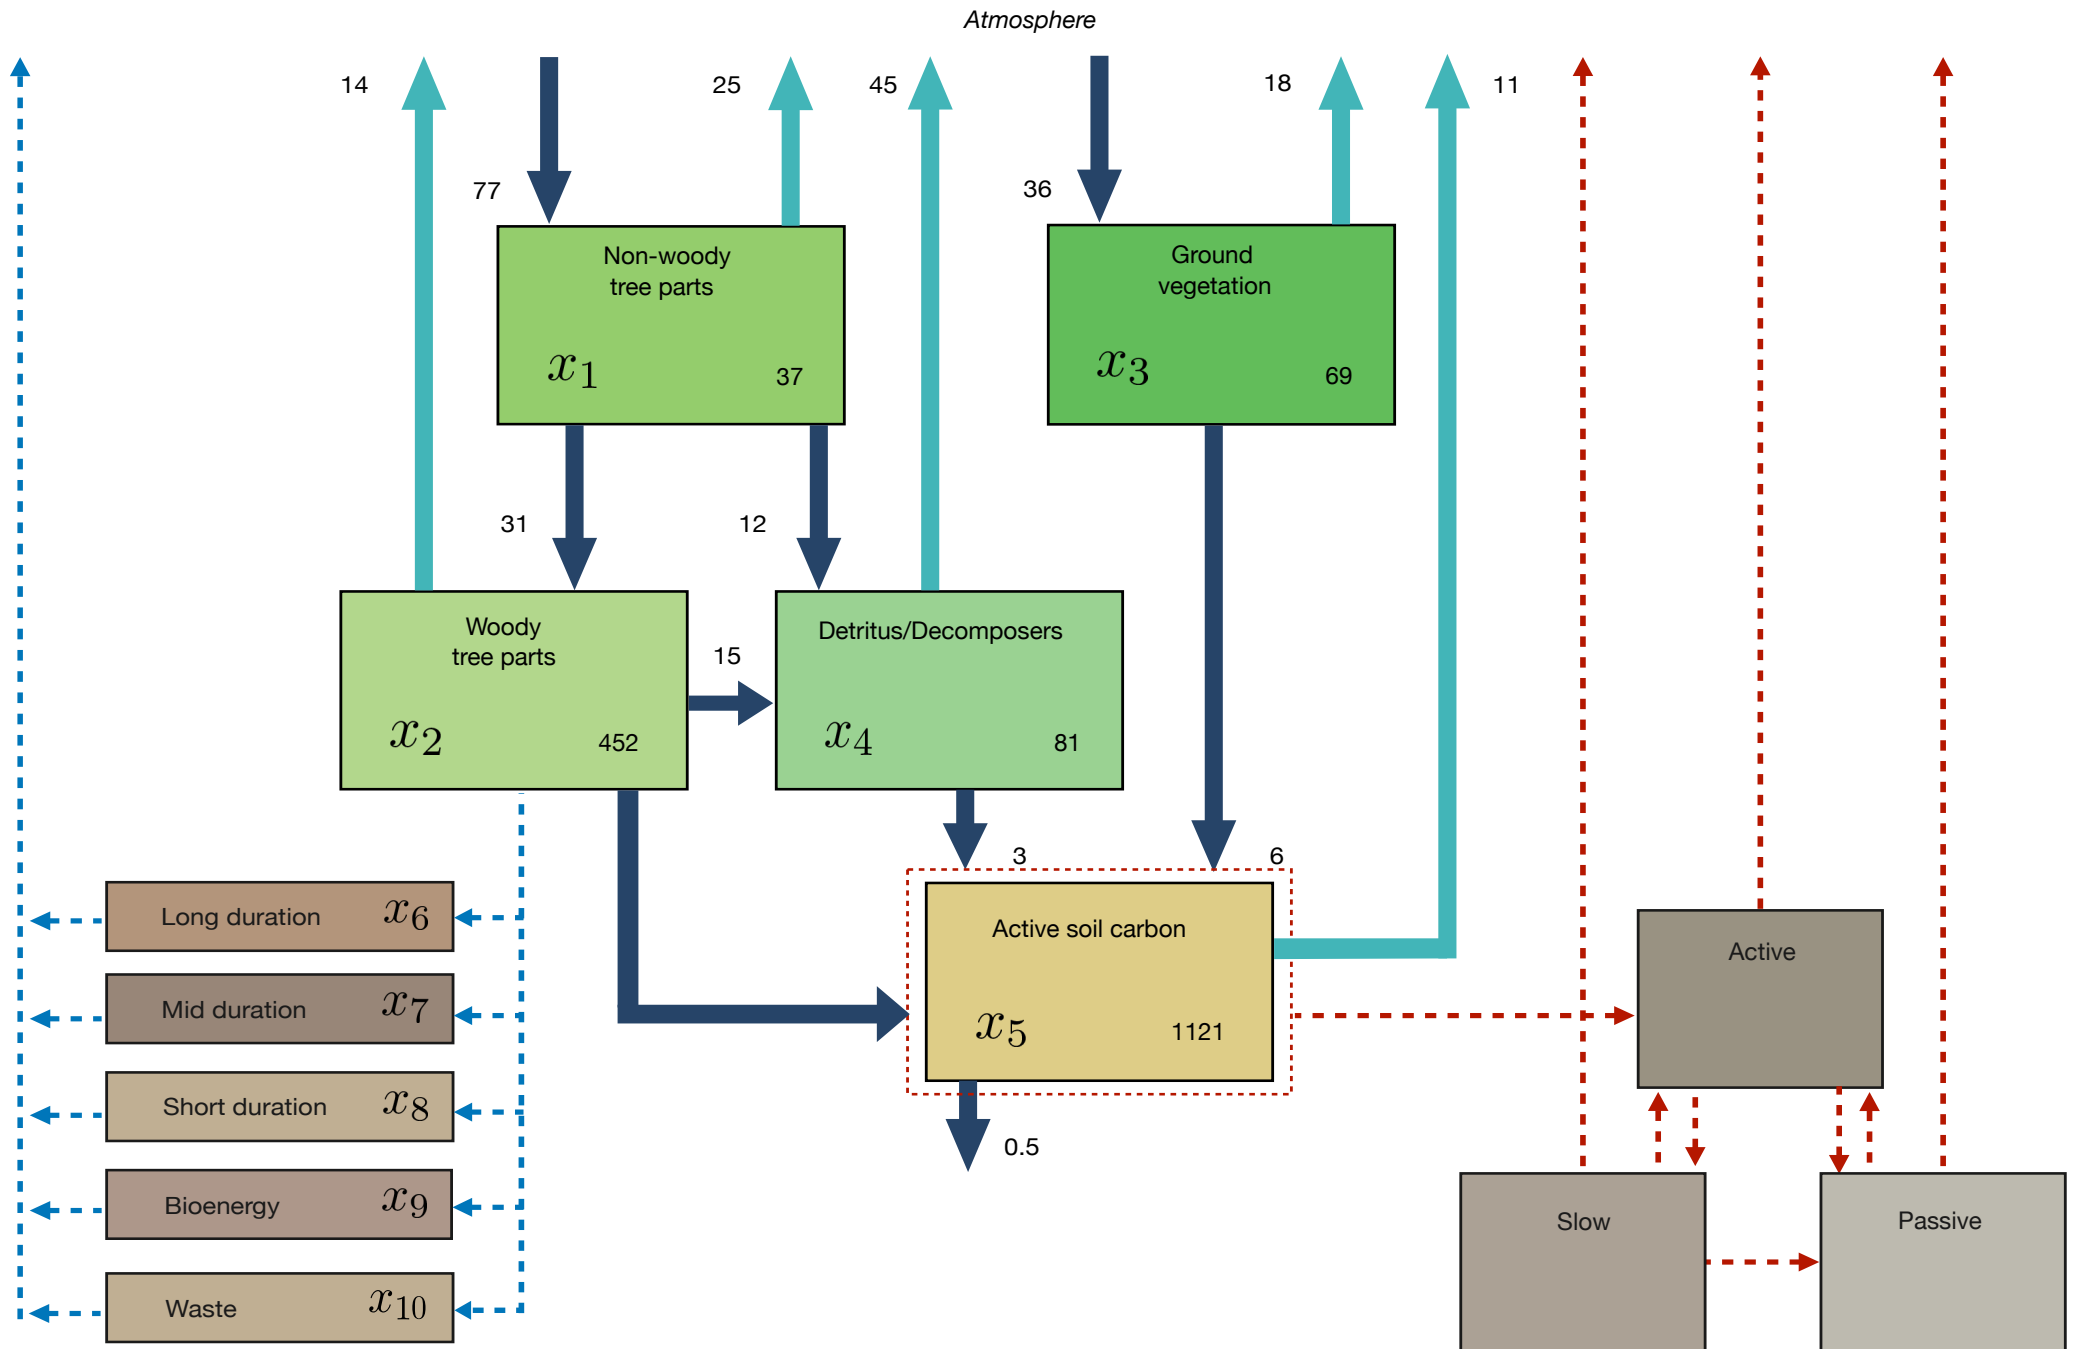 Atmosphere
14
25
45
18
11
77
36
Non-woody
tree parts
x1
37
Ground
vegetation
x3
69
31
12
Woody
tree parts
x2
452
15
Detritus/Decomposers
x4
81
3
6
Long duration x6
Mid duration x7
Short duration x8
Bioenergy x9
Waste x10
Active soil carbon
x5
1121
0.5
Active
Slow
Passive